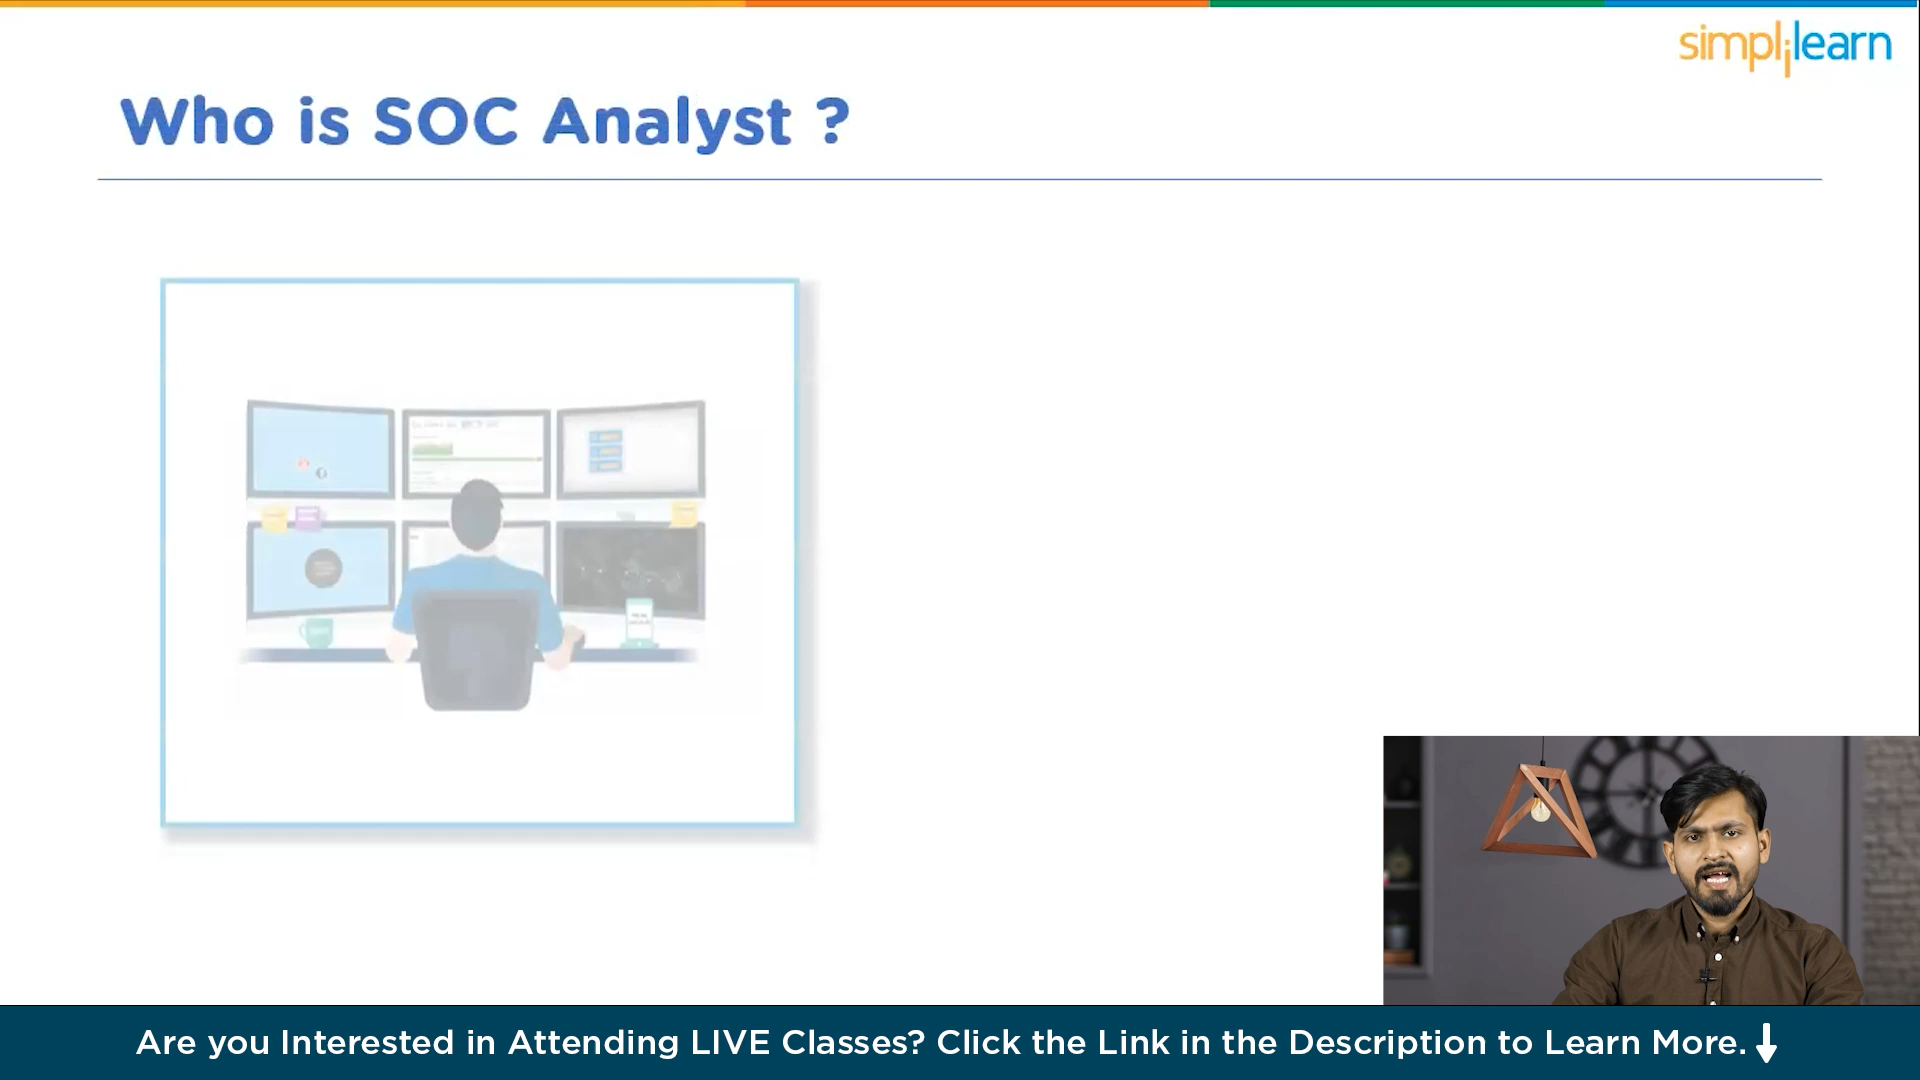 simplilearn
Who is SOC Analyst ?
Are you Interested in Attending LIVE Classes? Click the Link in the Description to Learn More.